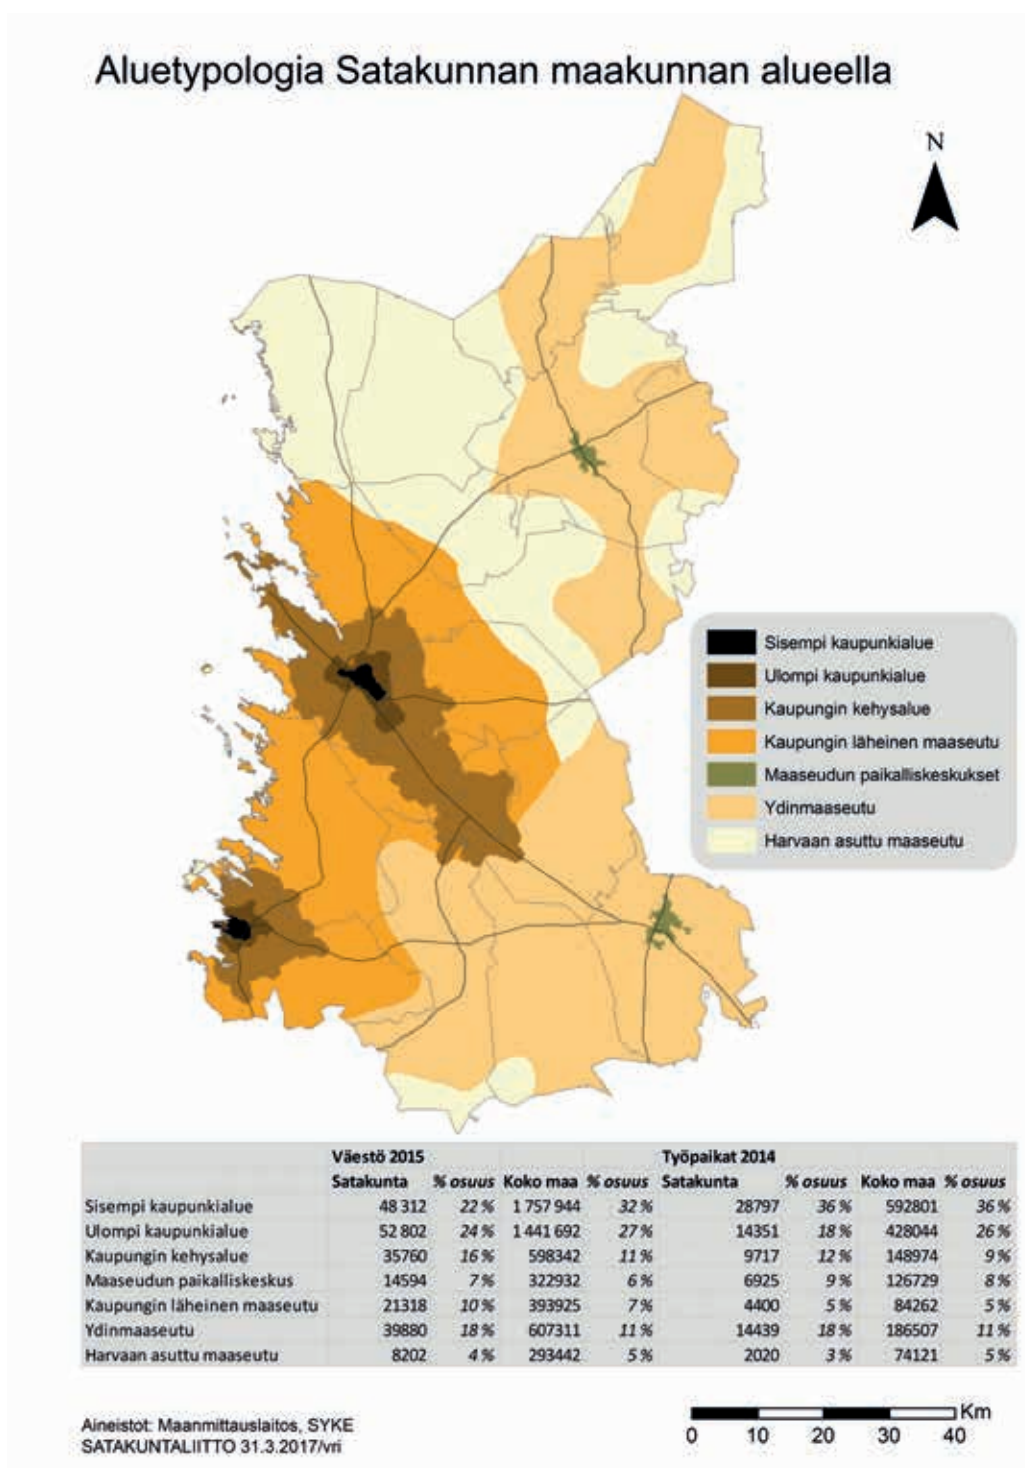 Aluetypologia Satakunnan maakunnan alueella
N
Sisempi kaupunkialue
Ulompi kaupunkialue
Kaupungin kehysalue
Kaupungin läheinen maaseutu
Maaseudun paikalliskeskukset
Ydinmaaseutu
Harvaan asuttu maaseutu
Väestö 2015 Työpaikat 2014
Satakunta % osuus Koko maa % osuus Satakunta % osuus Koko maa % osuus
Sisempi kaupunkialue 48 312 22 % 1 757 944 32 % 28797 36 % 592801 36 %
Ulompi kaupunkialue 52 802 24 % 1 441 692 27 % 14351 18 % 428044 26 %
Kaupungin kehysalue 35760 16 % 598342 11 % 9717 12 % 148974 9 %
Maaseudun paikalliskeskus 14594 7 % 322932 6 % 6925 9 % 126729 8 %
Kaupungin läheinen maaseutu 21318 10 % 393925 7 % 4400 5 % 84262 5 %
Ydinmaaseutu 39880 18 % 607311 11 % 14439 18 % 186507 11 %
Harvaan asuttu maaseutu 8202 4 % 293442 5 % 2020 3 % 74121 5 %
Aineistot: Maanmittauslaitos, SYKE
SATAKUNTALIITTO 31.3.2017/vri
Km
0 10 20 30 40